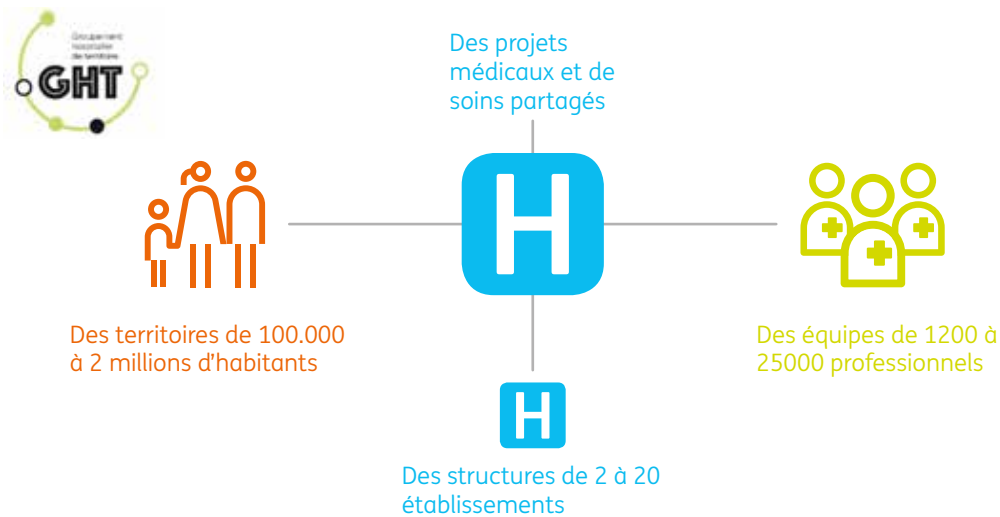 Groupement
hospitalier
de territoire
GHT
Des projets
médicaux et de
soins partagés
H
Des territoires de 100.000
à 2 millions d’habitants
Des équipes de 1200 à
25000 professionnels
H
Des structures de 2 à 20
établissements